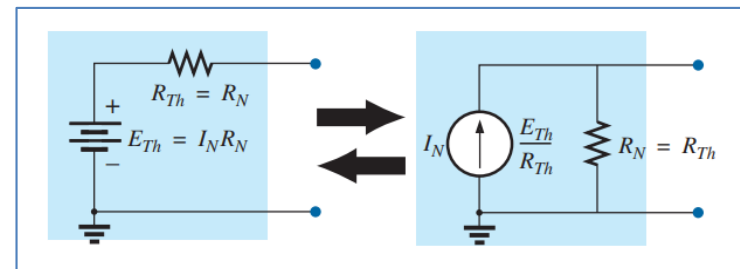 R_Th = R_N
+
E_Th = I_N R_N
−
I_N
E_Th
R_Th
R_N = R_Th